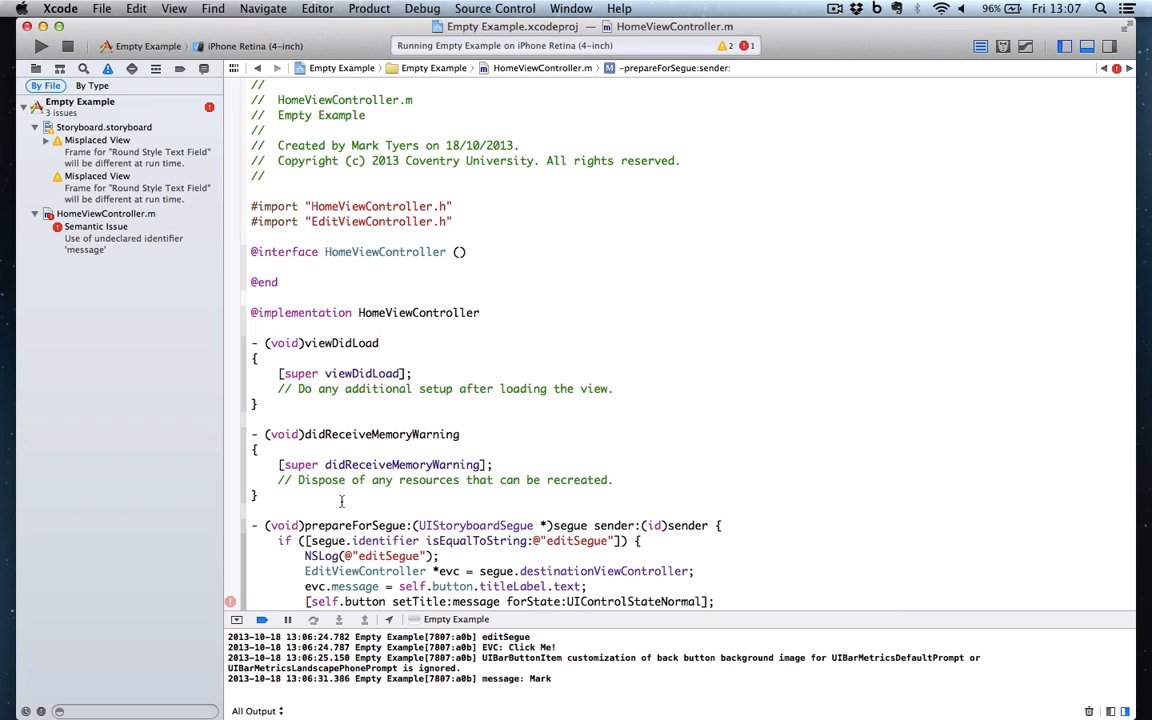 Xcode File Edit View Find Navigate Editor Product Debug Source Control Window Help 96% Fri 13:07
Empty Example.xcodeproj — HomeViewController.m
Empty Example iPhone Retina (4-inch) Running Empty Example on iPhone Retina (4-inch) 2 1
Empty Example Empty Example HomeViewController.m M -prepareForSegue:sender:
By File By Type
Empty Example
3 issues
Storyboard.storyboard
Misplaced View
Frame for "Round Style Text Field"
will be different at run time.
Misplaced View
Frame for "Round Style Text Field"
will be different at run time.
HomeViewController.m
Semantic Issue
Use of undeclared identifier
'message'
//
// HomeViewController.m
// Empty Example
//
// Created by Mark Tyers on 18/10/2013.
// Copyright (c) 2013 Coventry University. All rights reserved.
//
#import "HomeViewController.h"
#import "EditViewController.h"
@interface HomeViewController ()
@end
@implementation HomeViewController
- (void)viewDidLoad
{
[super viewDidLoad];
// Do any additional setup after loading the view.
}
- (void)didReceiveMemoryWarning
{
[super didReceiveMemoryWarning];
// Dispose of any resources that can be recreated.
}
- (void)prepareForSegue:(UIStoryboardSegue *)segue sender:(id)sender {
if ([segue.identifier isEqualToString:@"editSegue"]) {
NSLog(@"editSegue");
EditViewController *evc = segue.destinationViewController;
evc.message = self.button.titleLabel.text;
[self.button setTitle:message forState:UIControlStateNormal];
Empty Example
2013-10-18 13:06:24.782 Empty Example[7807:a0b] editSegue
2013-10-18 13:06:24.787 Empty Example[7807:a0b] EVC: Click Me!
2013-10-18 13:06:25.150 Empty Example[7807:a0b] UIBarButtonItem customization of back button background image for UIBarMetricsDefaultPrompt or
UIBarMetricsLandscapePhonePrompt is ignored.
2013-10-18 13:06:31.386 Empty Example[7807:a0b] message: Mark
All Output